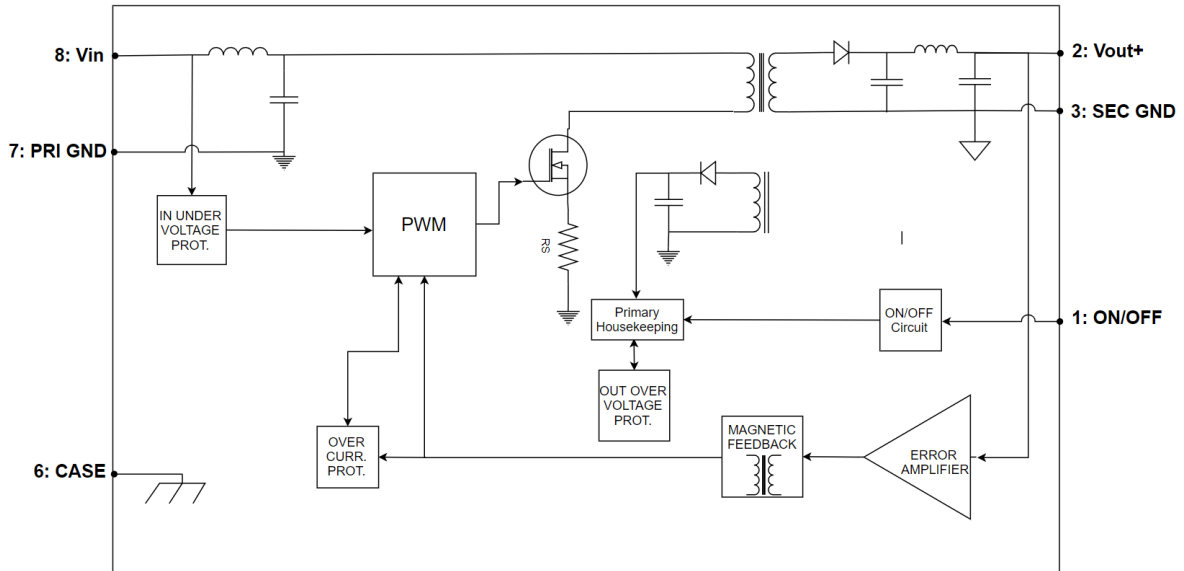 8: Vin
2: Vout+
3: SEC GND
7: PRI GND
IN UNDER
VOLTAGE
PROT.
PWM
RS
Primary
Housekeeping
ON/OFF
Circuit
1: ON/OFF
OUT OVER
VOLTAGE
PROT.
OVER
CURR.
PROT.
MAGNETIC
FEEDBACK
ERROR
AMPLIFIER
6: CASE